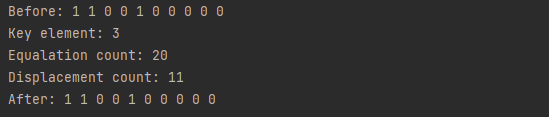 Before: 1 1 0 0 1 0 0 0 0 0
Key element: 3
Equalation count: 20
Displacement count: 11
After: 1 1 0 0 1 0 0 0 0 0